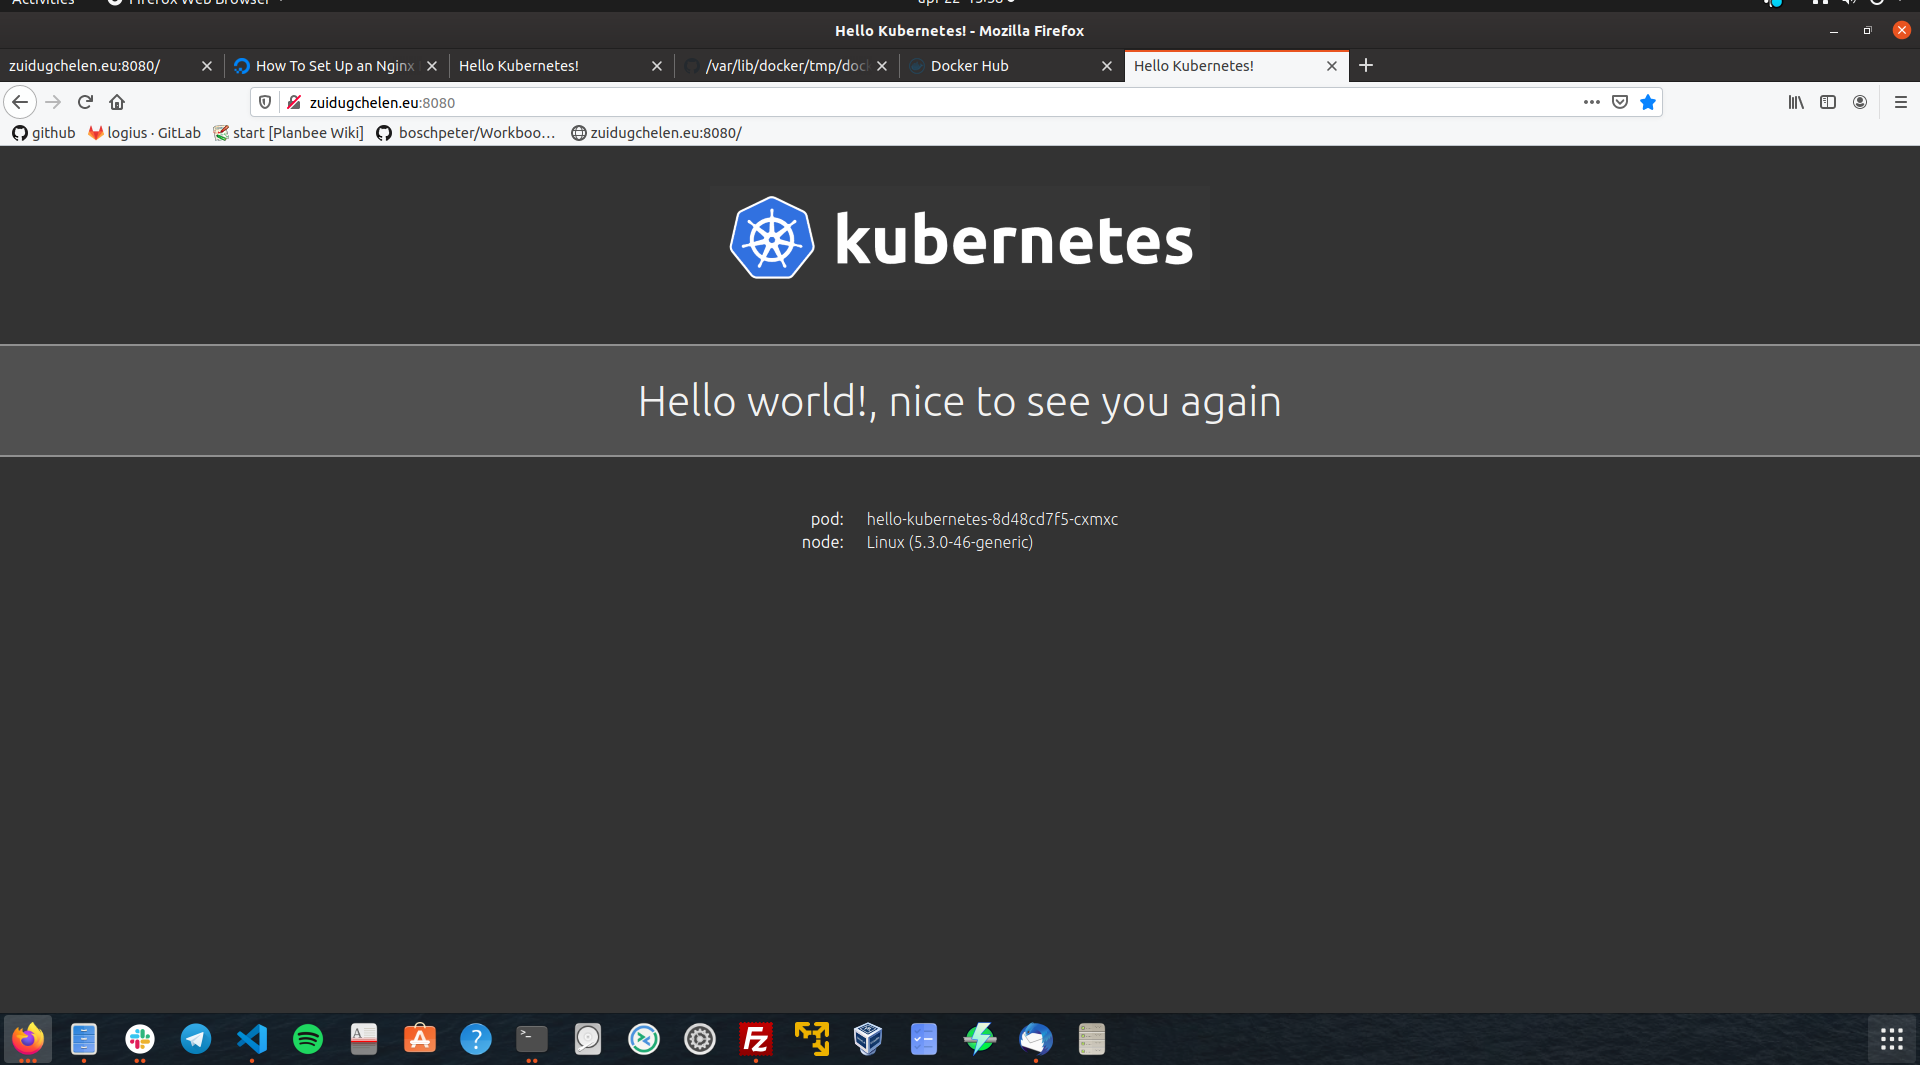 Activities Firefox Web Browser apr 22 15:38
Hello Kubernetes! - Mozilla Firefox
zuidugchelen.eu:8080/ How To Set Up an Nginx Hello Kubernetes! /var/lib/docker/tmp/dock Docker Hub Hello Kubernetes!
zuidugchelen.eu:8080
github logius · GitLab start [Planbee Wiki] boschpeter/Workboo… zuidugchelen.eu:8080/
kubernetes
Hello world!, nice to see you again
pod: hello-kubernetes-8d48cd7f5-cxmxc
node: Linux (5.3.0-46-generic)